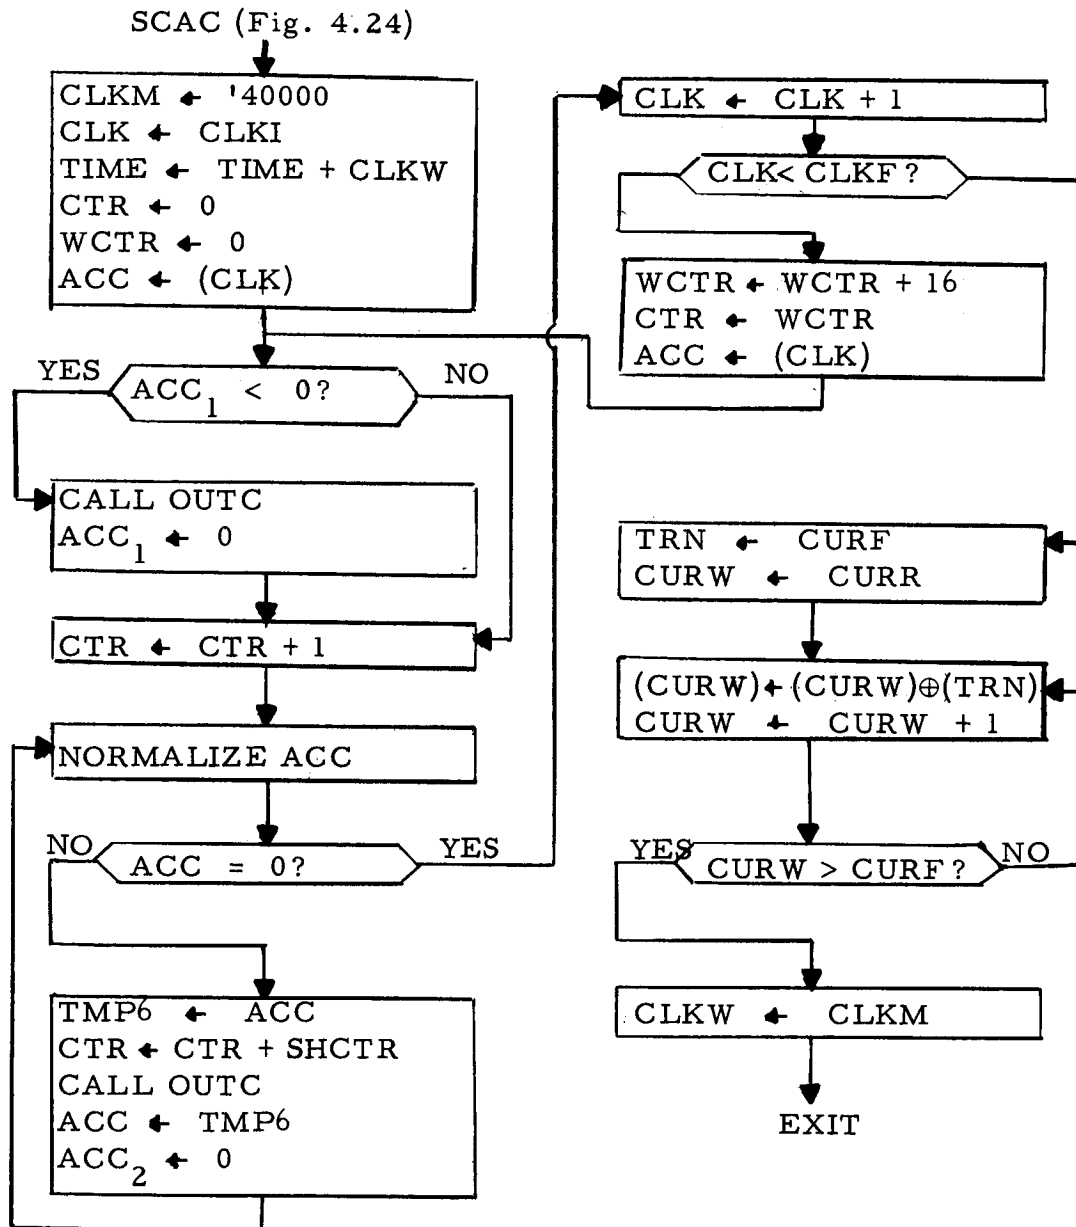 SCAC (Fig. 4.24)
CLKM ← '40000
CLK ← CLKI
TIME ← TIME + CLKW
CTR ← 0
WCTR ← 0
ACC ← (CLK)
YES
ACC₁ < 0?
NO
CALL OUTC
ACC₁ ← 0
CTR ← CTR + 1
NORMALIZE ACC
NO
ACC = 0?
YES
TMP6 ← ACC
CTR ← CTR + SHCTR
CALL OUTC
ACC ← TMP6
ACC₂ ← 0
CLK ← CLK + 1
CLK < CLKF?
WCTR ← WCTR + 16
CTR ← WCTR
ACC ← (CLK)
TRN ← CURF
CURW ← CURR
(CURW) ← (CURW)⊕(TRN)
CURW ← CURW + 1
YES
CURW > CURF?
NO
CLKW ← CLKM
EXIT